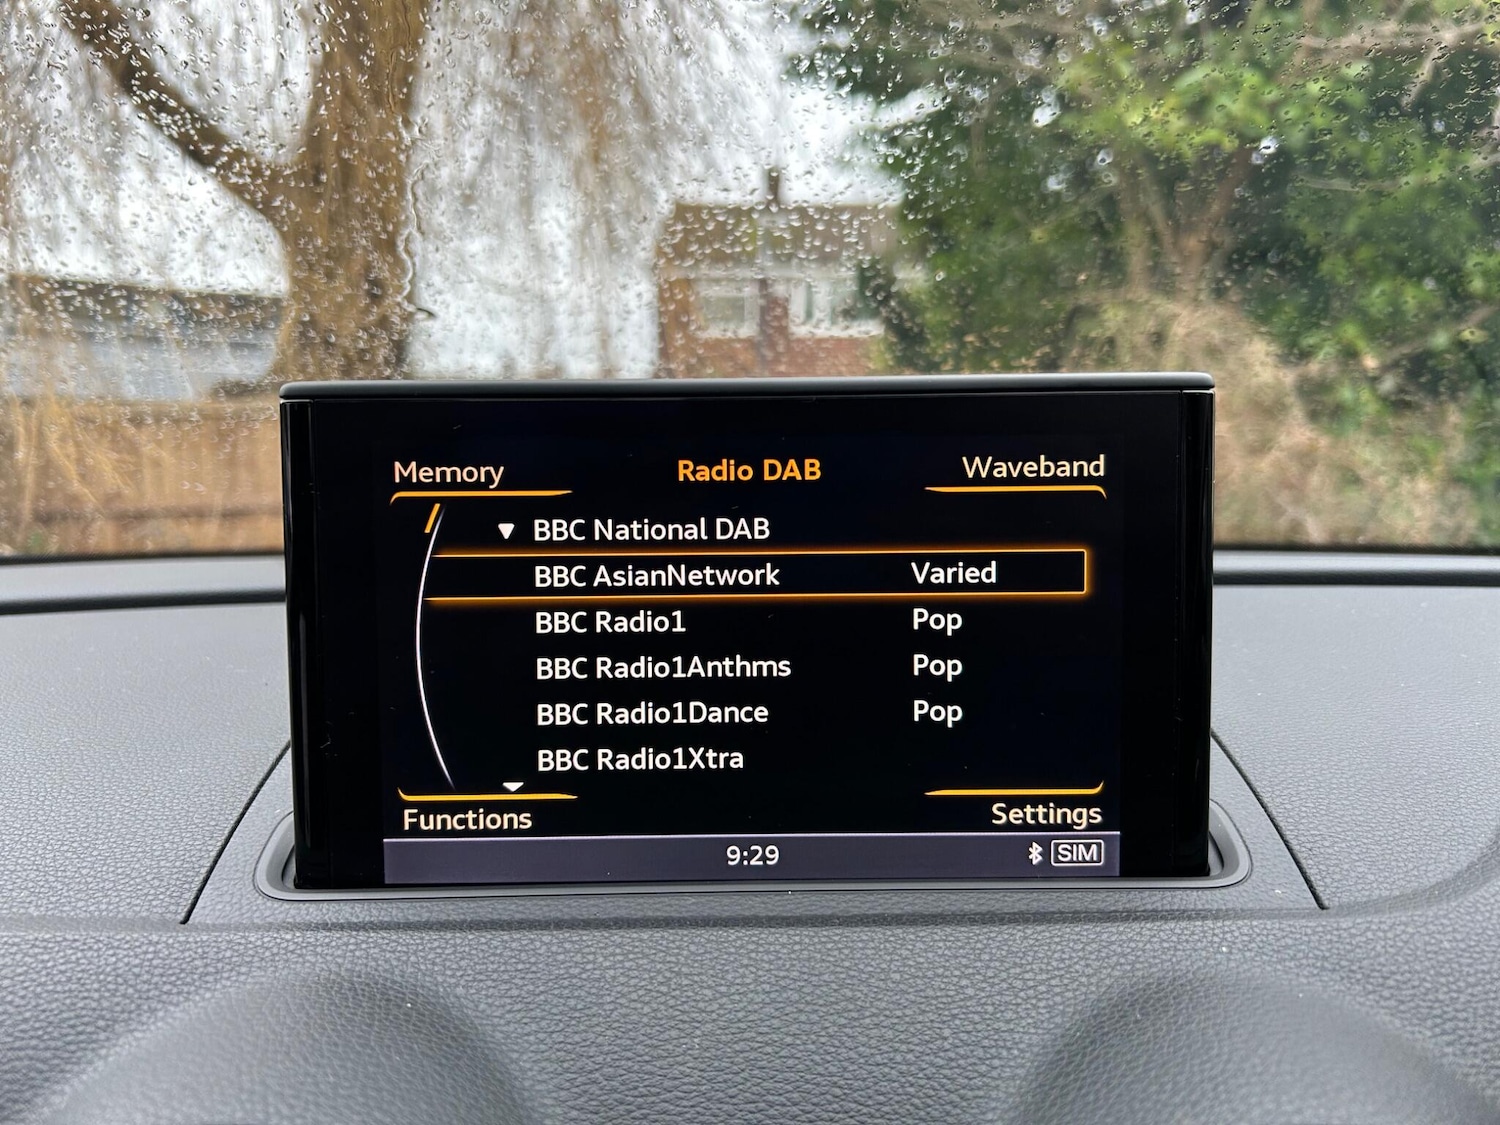 Memory Radio DAB Waveband
BBC National DAB
BBC AsianNetwork Varied
BBC Radio1 Pop
BBC Radio1Anthms Pop
BBC Radio1Dance Pop
BBC Radio1Xtra
Functions Settings
9:29 SIM